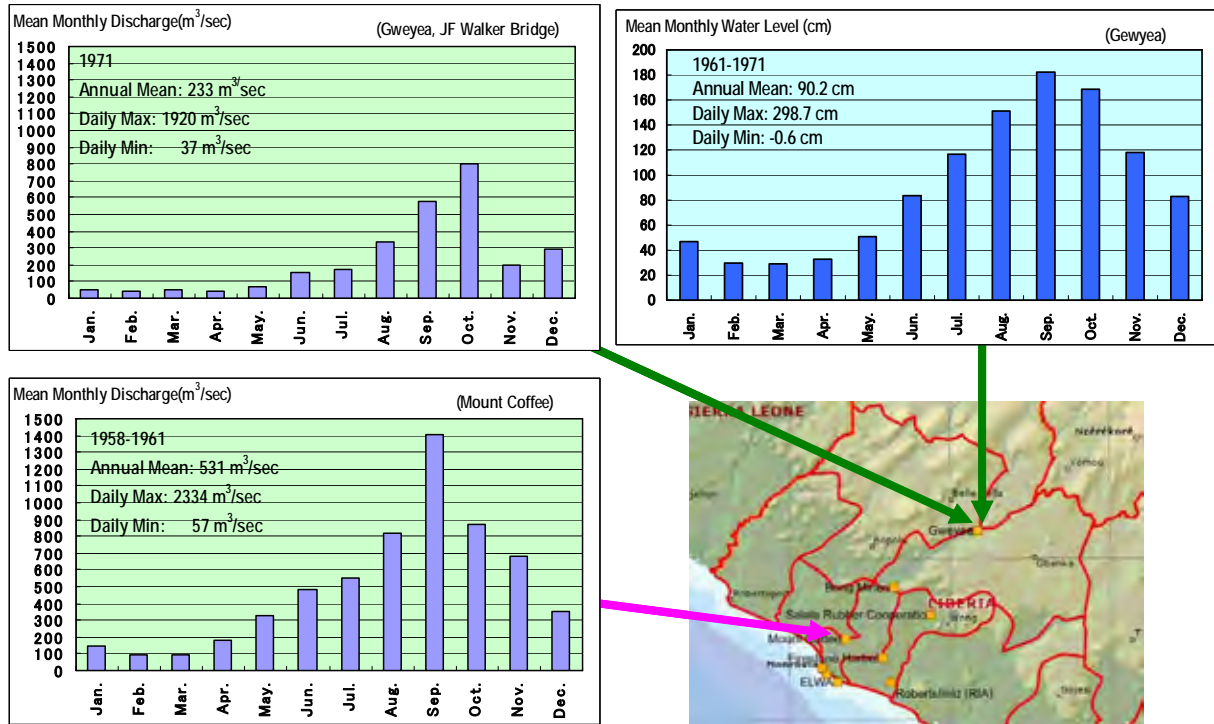 Mean Monthly Discharge(m³/sec)
(Gweyea, JF Walker Bridge)
1500
1400
1300
1200
1100
1000
900
800
700
600
500
400
300
200
100
0
1971
Annual Mean: 233 m³/sec
Daily Max: 1920 m³/sec
Daily Min: 37 m³/sec
Jan. Feb. Mar. Apr. May. Jun. Jul. Aug. Sep. Oct. Nov. Dec.
Mean Monthly Water Level (cm)
(Gewyea)
200
180
160
140
120
100
80
60
40
20
0
1961-1971
Annual Mean: 90.2 cm
Daily Max: 298.7 cm
Daily Min: -0.6 cm
Jan. Feb. Mar. Apr. May. Jun. Jul. Aug. Sep. Oct. Nov. Dec.
Mean Monthly Discharge(m³/sec)
(Mount Coffee)
1500
1400
1300
1200
1100
1000
900
800
700
600
500
400
300
200
100
0
1958-1961
Annual Mean: 531 m³/sec
Daily Max: 2334 m³/sec
Daily Min: 57 m³/sec
Jan. Feb. Mar. Apr. May. Jun. Jul. Aug. Sep. Oct. Nov. Dec.
SIERRA LEONE
Nzérékoré
Gweyea
Gbanka
Bong Mines
LIBERIA
Salala Rubber Cooperatio
Mount
ELWA
(RIA)